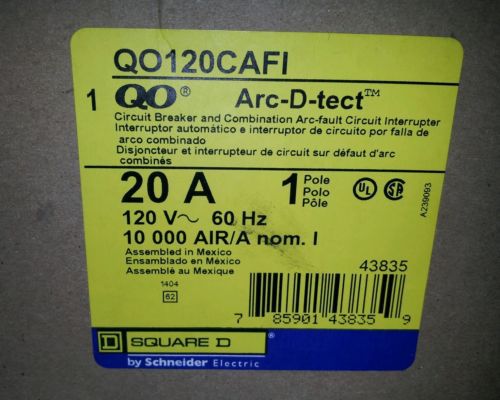 QO120CAFI
1 QO® Arc-D-tect™
Circuit Breaker and Combination Arc-fault Circuit Interrupter
Interruptor automático e interruptor de circuito por falla de
arco combinado
Disjoncteur et interrupteur de circuit sur défaut d'arc
combinés
20 A 1 Pole
Polo
Pôle
UL SA
A239093
120 V~ 60 Hz
10 000 AIR/A nom. I
Assembled in Mexico
Ensamblado en México
Assemblé au Mexique
1404
62
43835
7 85901 43835 9
D SQUARE D ®
by Schneider Electric